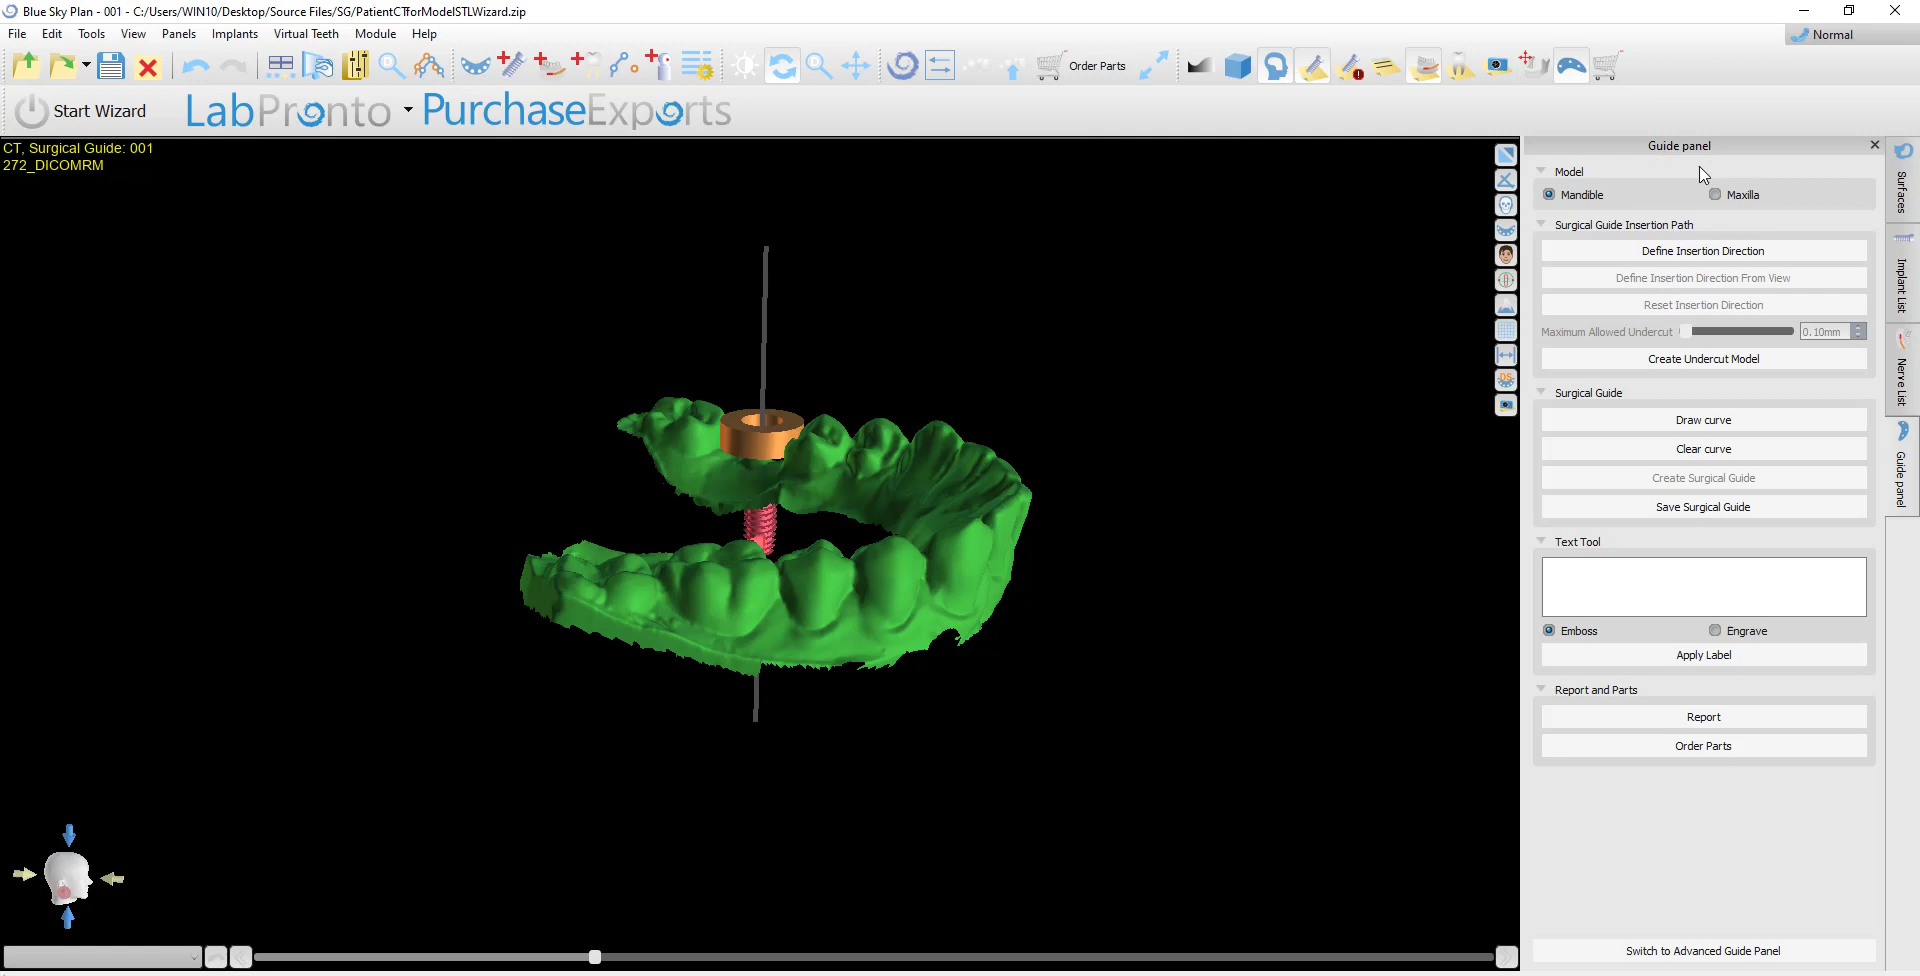 Blue Sky Plan - 001 - C:/Users/WIN10/Desktop/Source Files/SG/PatientCTforModelSTLWizard.zip
File Edit Tools View Panels Implants Virtual Teeth Module Help
Normal
Order Parts
Start Wizard
LabPronto
PurchaseExports
CT, Surgical Guide: 001
272_DICOMRM
DS
Guide panel
Model
Mandible Maxilla
Surgical Guide Insertion Path
Define Insertion Direction
Define Insertion Direction From View
Reset Insertion Direction
Maximum Allowed Undercut 0.10mm
Create Undercut Model
Surgical Guide
Draw curve
Clear curve
Create Surgical Guide
Save Surgical Guide
Text Tool
Emboss Engrave
Apply Label
Report and Parts
Report
Order Parts
Switch to Advanced Guide Panel
Surfaces
Implant List
Nerve List
Guide panel